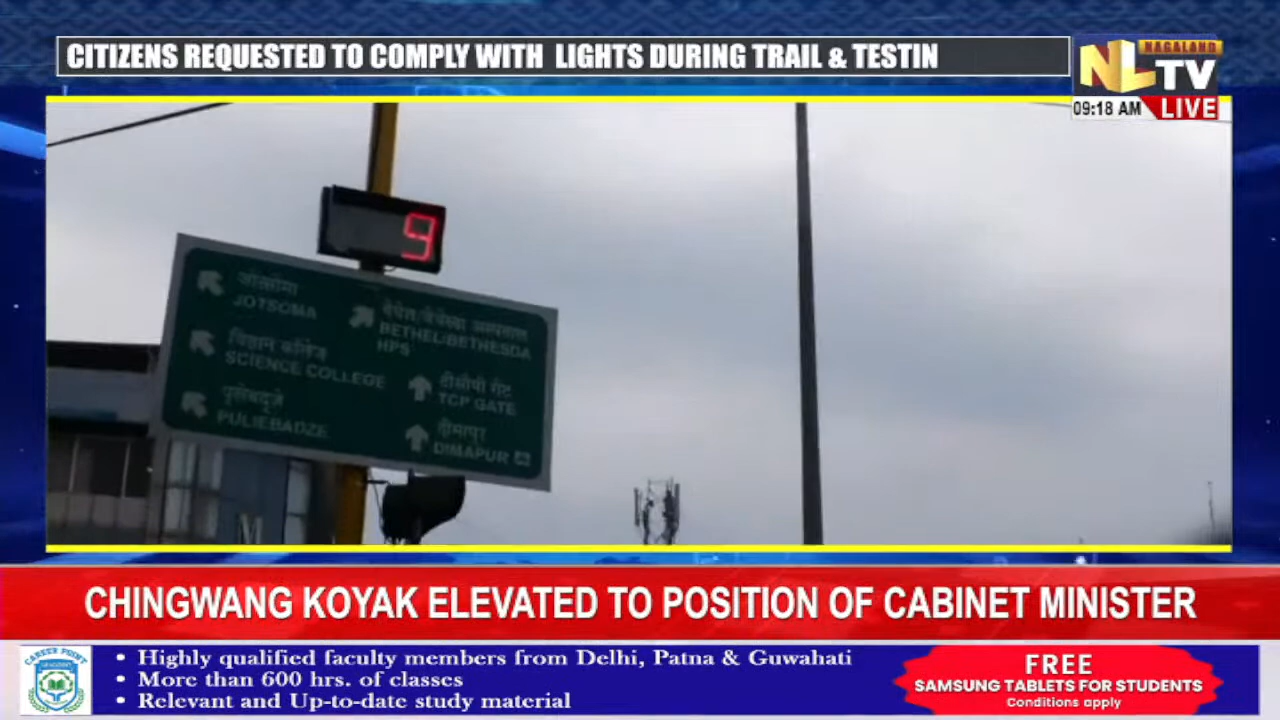 CITIZENS REQUESTED TO COMPLY WITH LIGHTS DURING TRAIL & TESTIN
NAGALAND
NLTV
09:18 AM LIVE
9
जोत्सोमा
JOTSOMA
विज्ञान कॉलेज
SCIENCE COLLEGE
PULIEBADZE
BETHEL/BETHESDA
HPS
टीसीपी गेट
TCP GATE
दीमापुर
DIMAPUR
M
CHINGWANG KOYAK ELEVATED TO POSITION OF CABINET MINISTER
CAREER POINT
• Highly qualified faculty members from Delhi, Patna & Guwahati
• More than 600 hrs. of classes
• Relevant and Up-to-date study material
FREE
SAMSUNG TABLETS FOR STUDENTS
Conditions apply